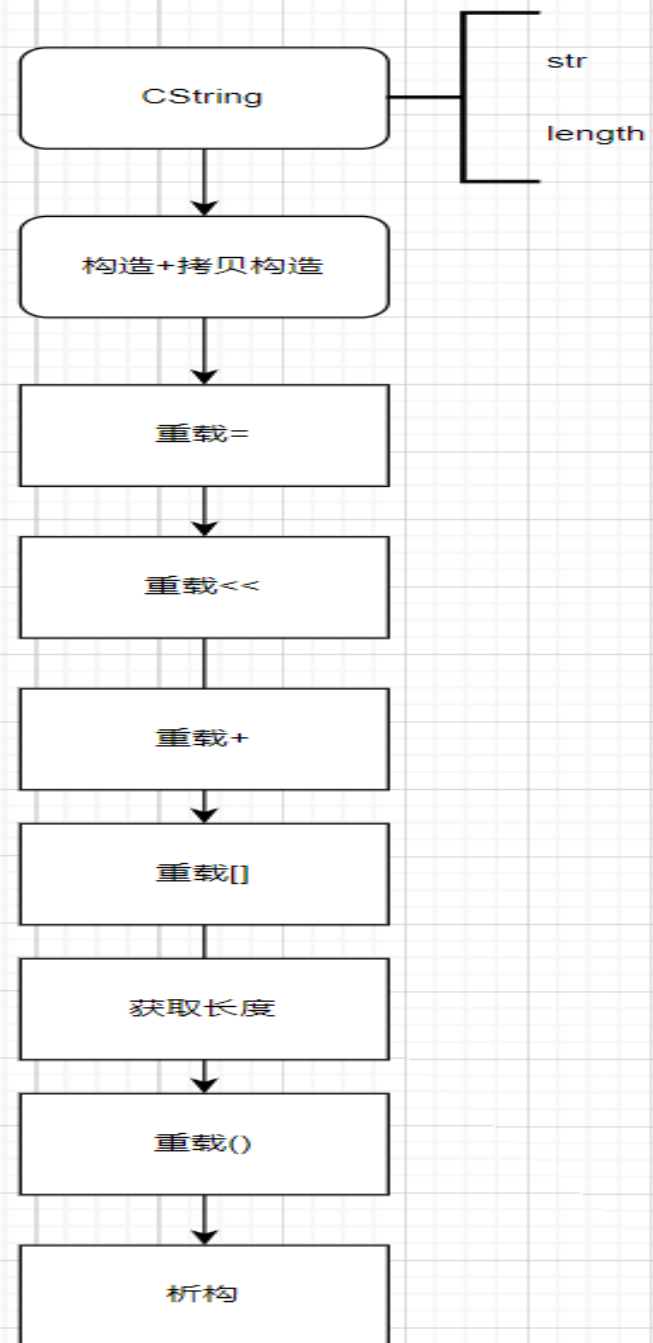 CString
str
length
构造+拷贝构造
重载=
重载<<
重载+
重载[]
获取长度
重载()
析构